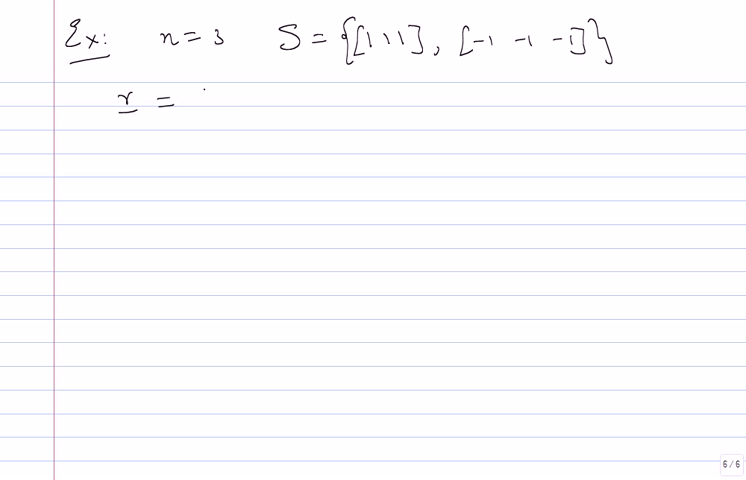 Ex: n = 3 S = {[1 1 1], [-1 -1 -1]}
r =
6 / 6